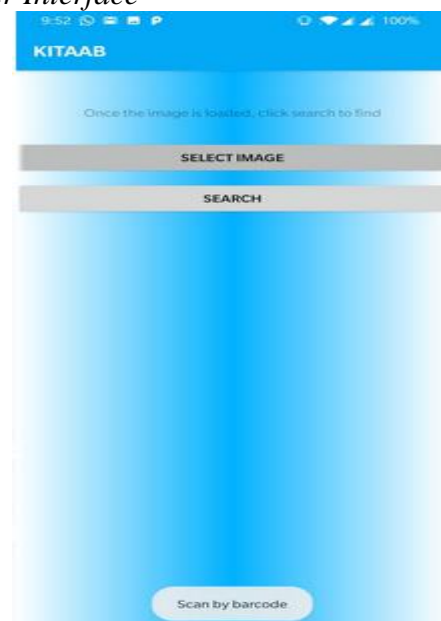 r Interface
9:52 P 100%
KITAAB
Once the image is loaded, click search to find
SELECT IMAGE
SEARCH
Scan by barcode